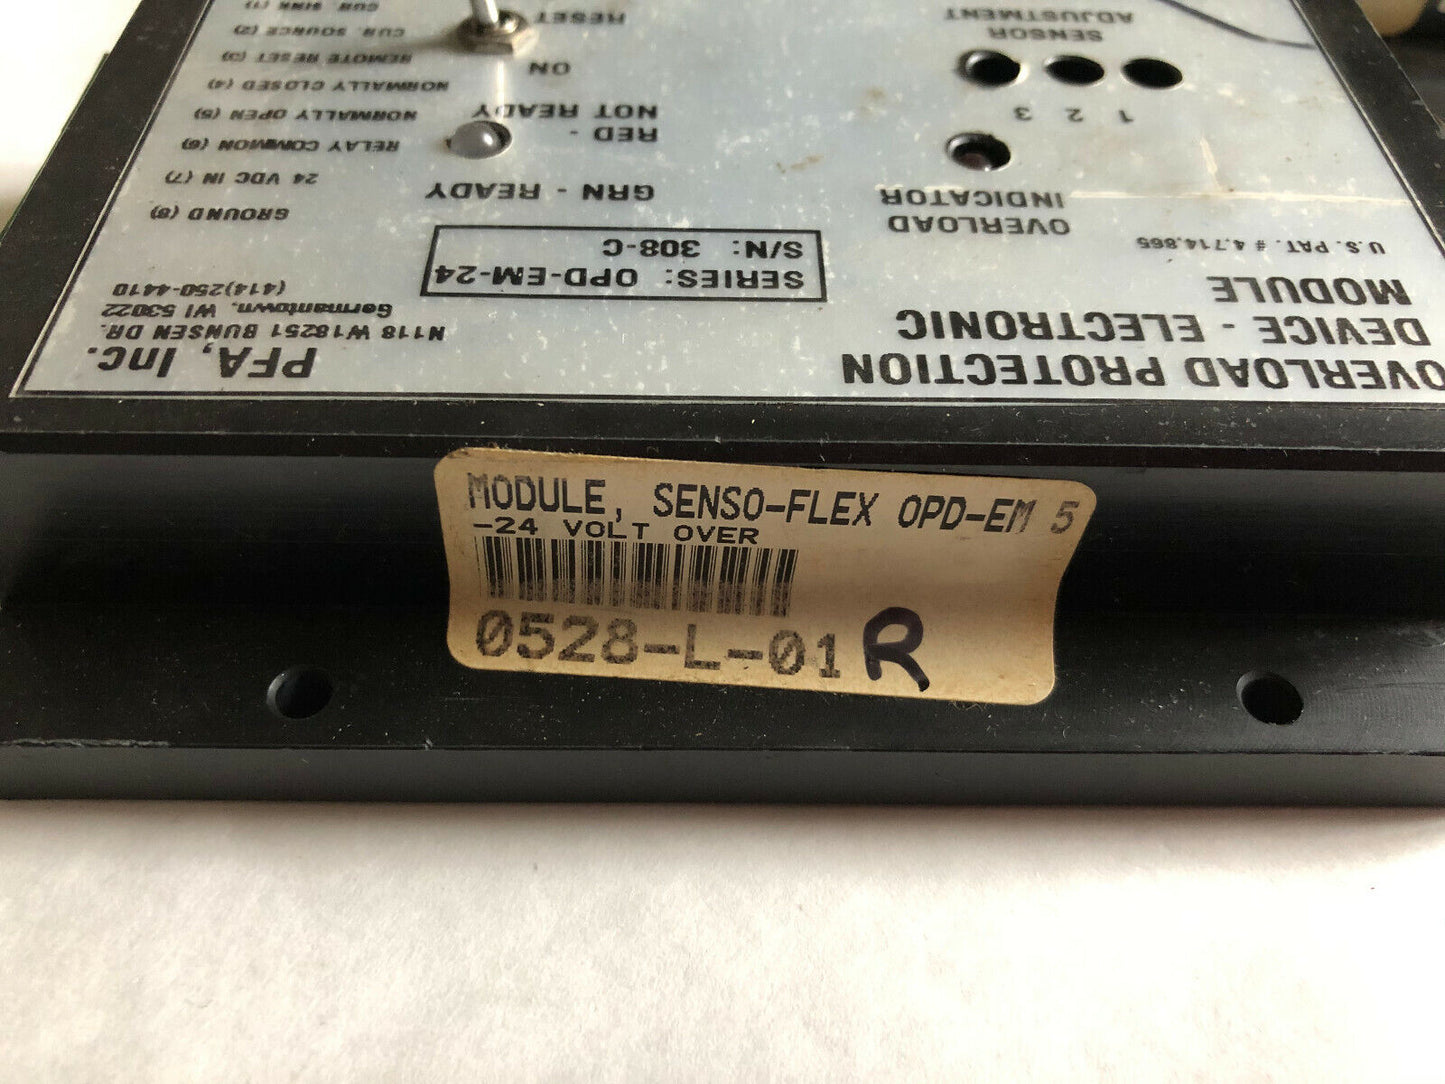 OVERLOAD PROTECTION
DEVICE - ELECTRONIC
MODULE
U.S. PAT. # 4,714,865
PFA, Inc.
N118 W18251 BUNSEN DR.
Germantown, WI 53022
(414)250-4410
SERIES: OPD-EM-24
S/N: 308-C
OVERLOAD
INDICATOR
1 2 3
SENSOR
ADJUSTMENT
GRN - READY
RED -
NOT READY
ON
RESET
GROUND (8)
24 VDC IN (7)
RELAY COMMON (6)
NORMALLY OPEN (5)
NORMALLY CLOSED (4)
REMOTE RESET (3)
CUR. SOURCE (2)
CUR. SINK (1)
MODULE, SENSO-FLEX OPD-EM 5
-24 VOLT OVER
0528-L-01 R